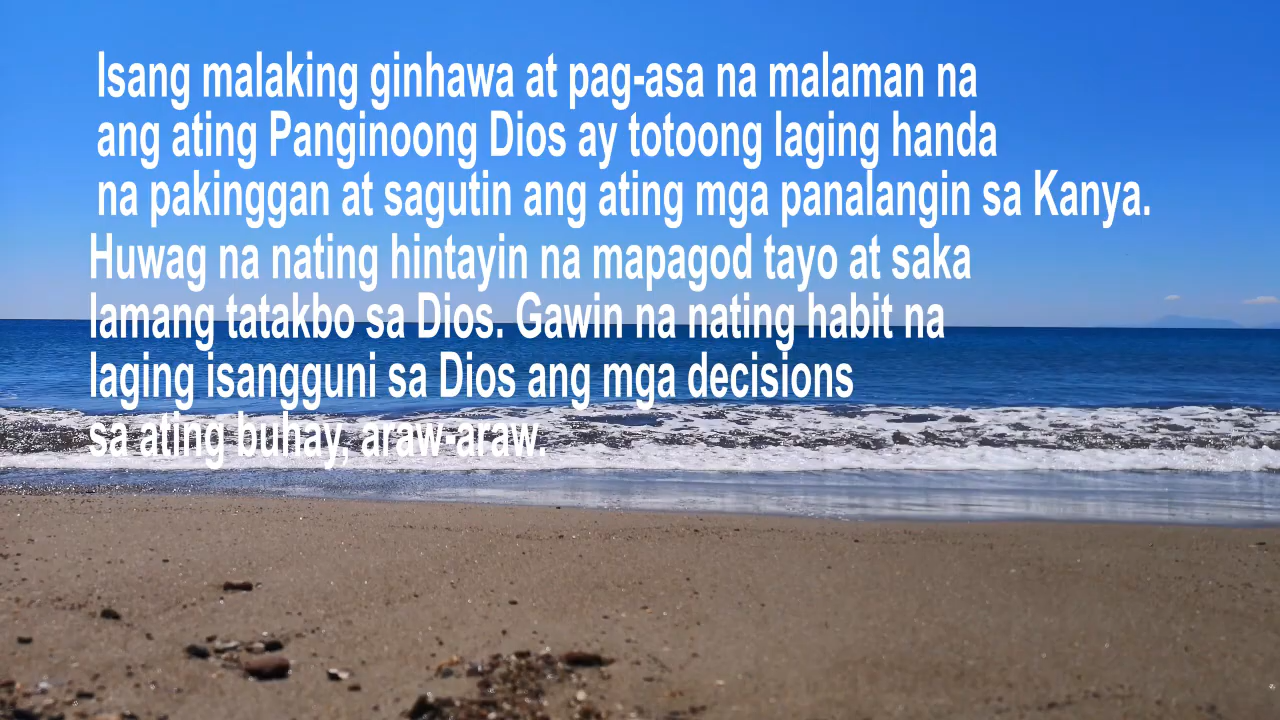 Isang malaking ginhawa at pag-asa na malaman na
ang ating Panginoong Dios ay totoong laging handa
na pakinggan at sagutin ang ating mga panalangin sa Kanya.
Huwag na nating hintayin na mapagod tayo at saka
lamang tatakbo sa Dios. Gawin na nating habit na
laging isangguni sa Dios ang mga decisions
sa ating buhay, araw-araw.